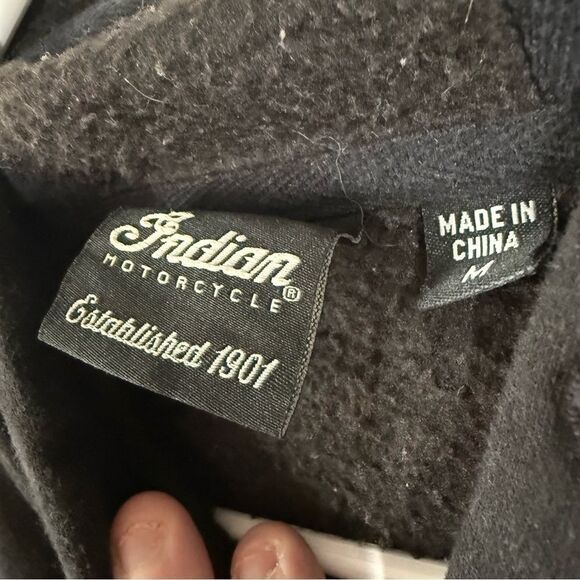 Indian
MOTORCYCLE®
Established 1901
MADE IN
CHINA
M